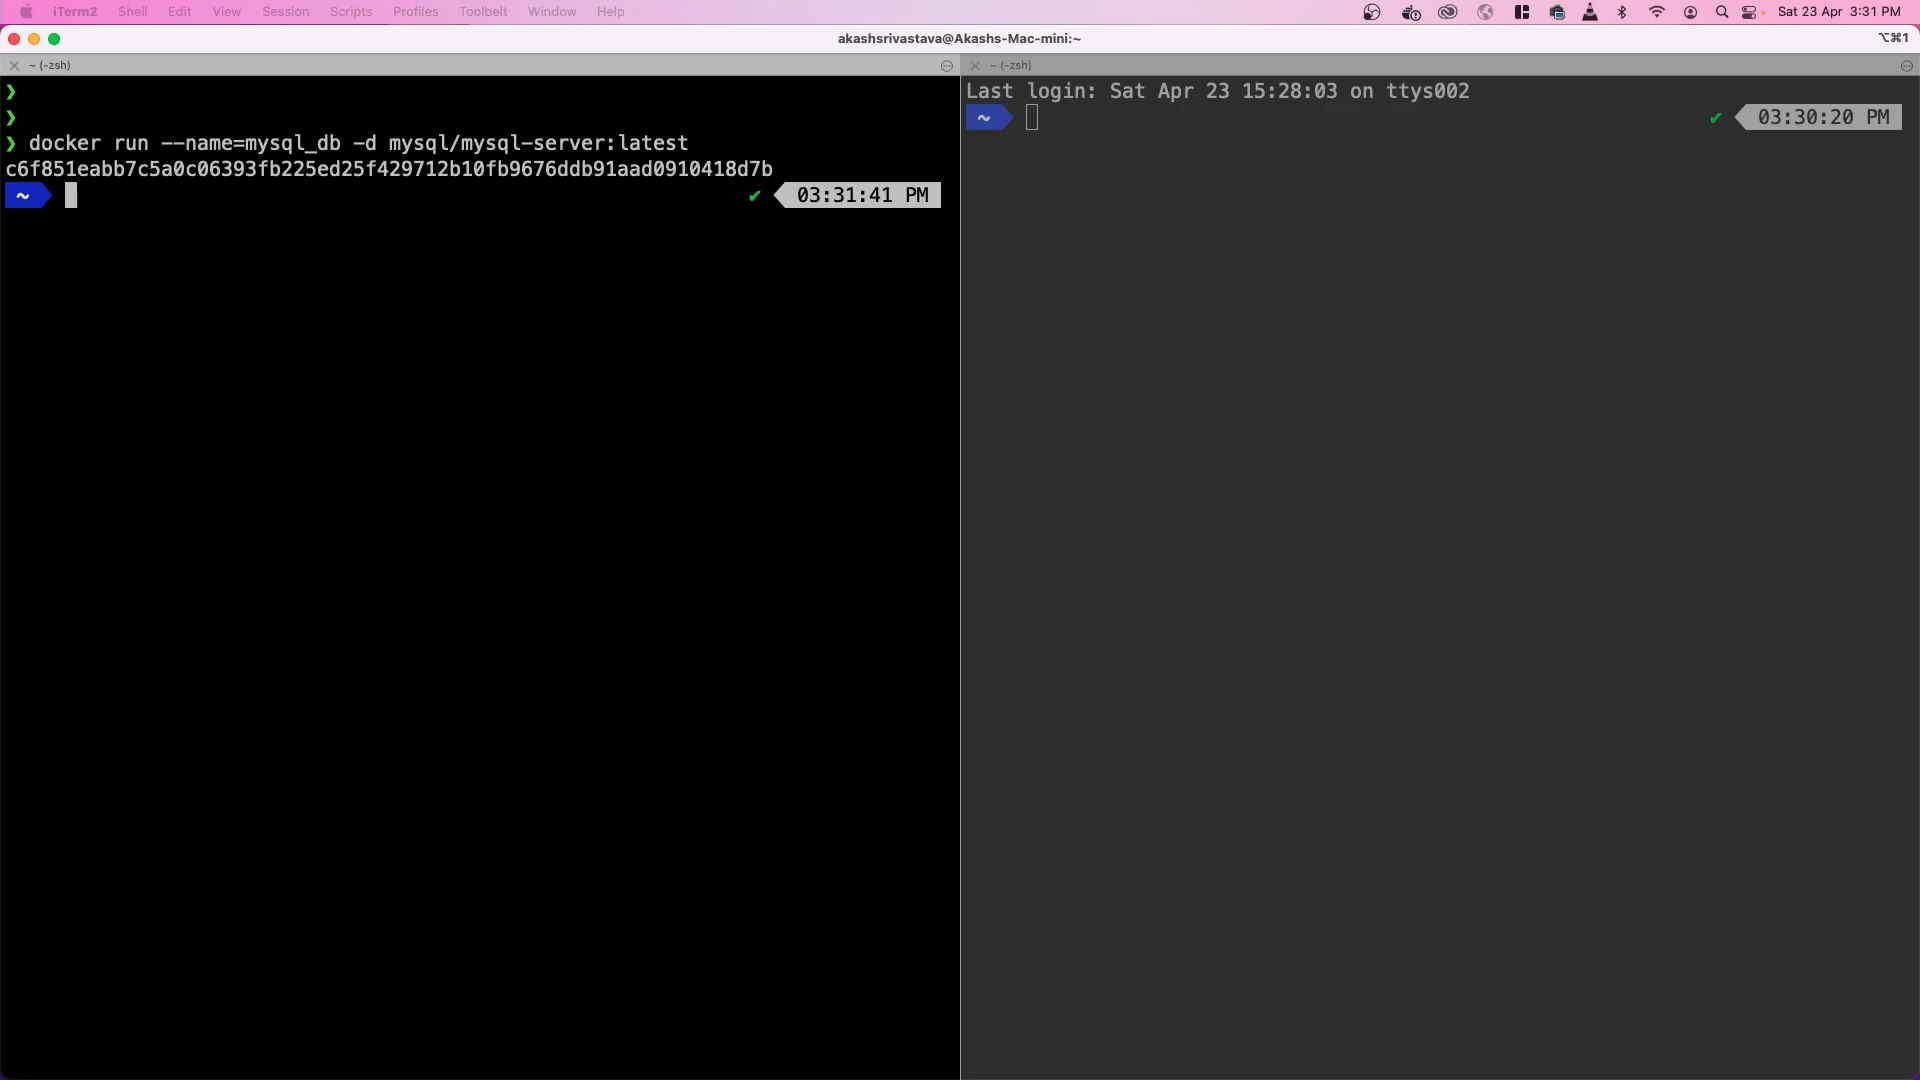 iTerm2 Shell Edit View Session Scripts Profiles Toolbelt Window Help Sat 23 Apr 3:31 PM
akashsrivastava@Akashs-Mac-mini:~ ⌥⌘1
~ (-zsh)
❯
❯
❯ docker run --name=mysql_db -d mysql/mysql-server:latest
c6f851eabb7c5a0c06393fb225ed25f429712b10fb9676ddb91aad0910418d7b
~ ✔ 03:31:41 PM
~ (-zsh)
Last login: Sat Apr 23 15:28:03 on ttys002
~ ✔ 03:30:20 PM